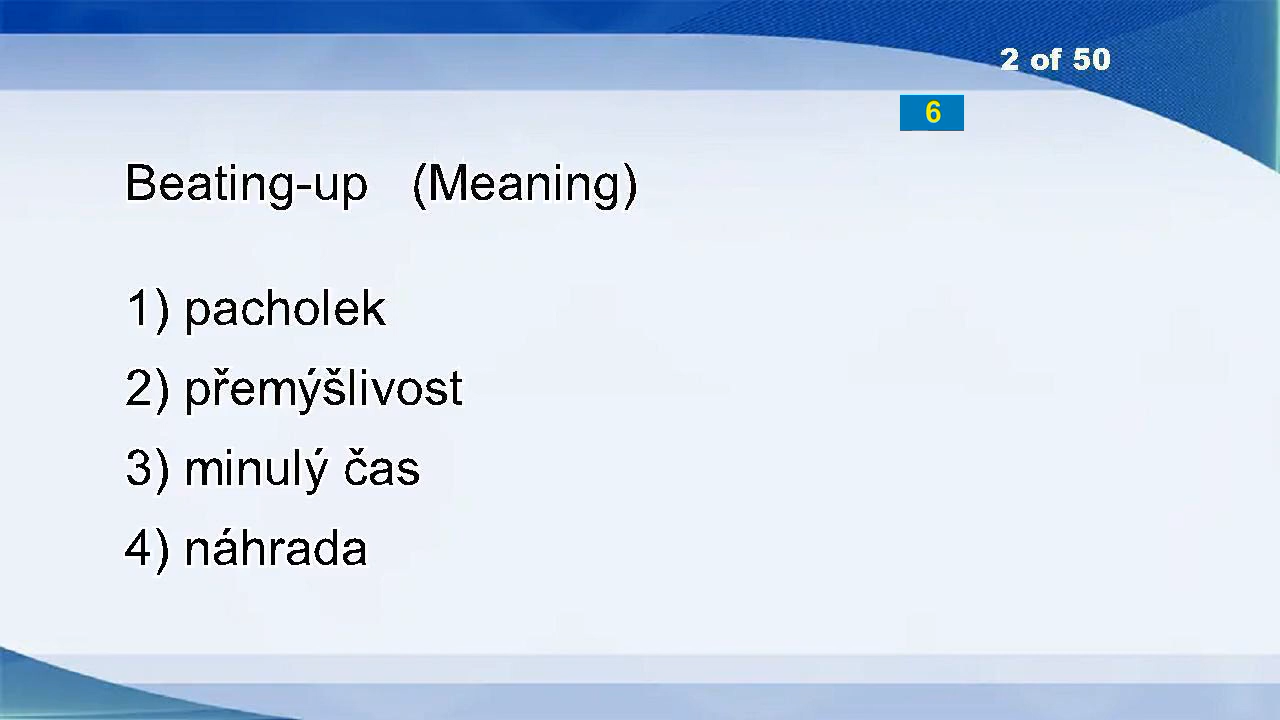 2 of 50
6
Beating-up (Meaning)
1) pacholek
2) přemýšlivost
3) minulý čas
4) náhrada